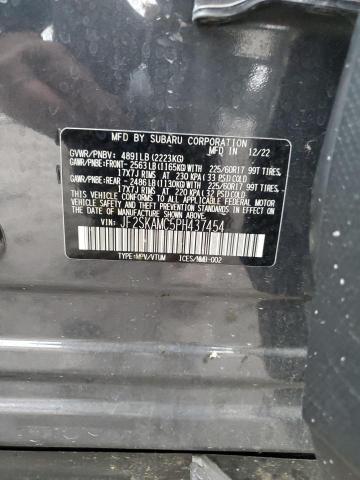 MFD BY SUBARU CORPORATION 12/22
GVWR/PNBV: 4891LB(2223KG)
GAWR/PNBE:FRONT- 2563LB(1165KG)WITH 225/60R17 99T TIRES,
17X7J RIMS AT 230 KPA(33 PSI)COLD
GAWR/PNBE:REAR -2486LB(1130KG)WITH 225/60R17 99T TIRES,
17X7J RIMS AT 220 KPA(32 PSI)COLD
THIS VEHICLE CONFORMS TO ALL APPLICABLE FEDERAL MOTOR
VEHICLE SAFETY, BUMPER, AND THEFT PREVENTION STANDARDS
IN EFFECT ON THE DATE OF MANUFACTURE SHOWN ABOVE.
VIN: JF2SKAMC5PH437454
TYPE:MPV/VTUM ICES/NMB-002